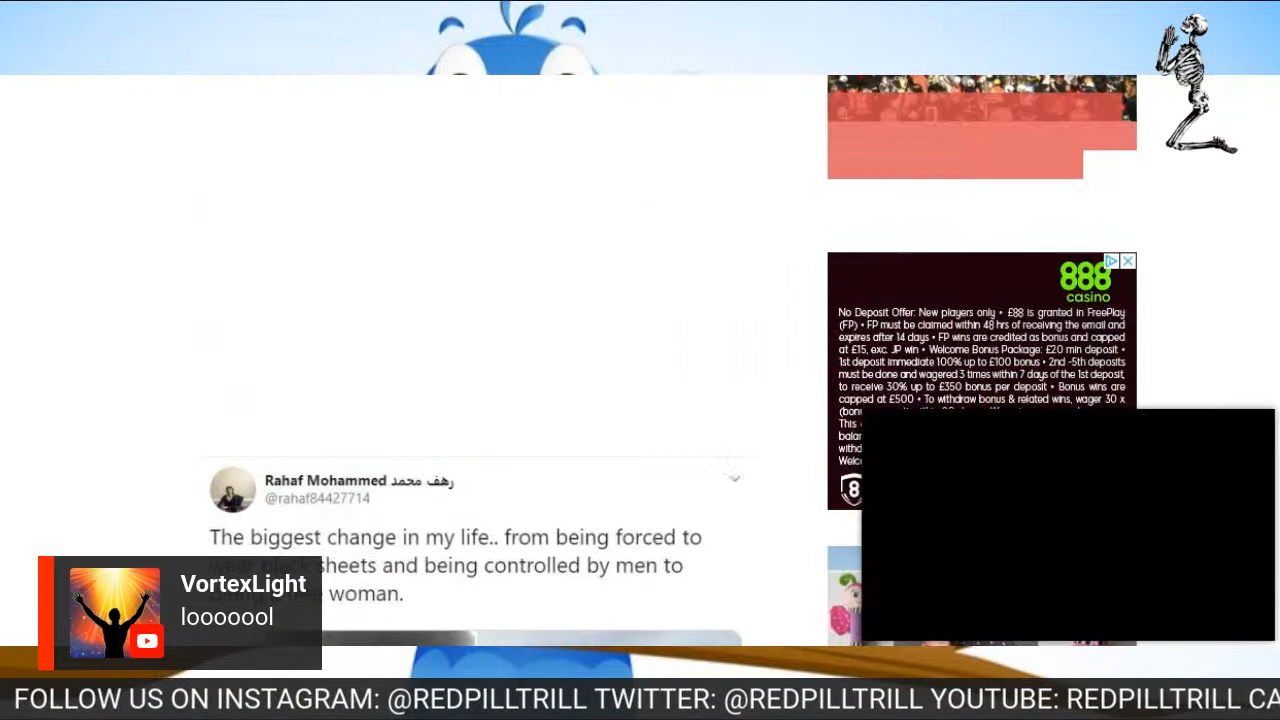 888
casino
No Deposit Offer: New players only • £88 is granted in FreePlay
(FP) • FP must be claimed within 48 hrs of receiving the email and
expires after 14 days • FP wins are credited as bonus and capped
at £15, exc. JP win • Welcome Bonus Package: £20 min deposit •
1st deposit immediate 100% up to £100 bonus • 2nd -5th deposits
must be done and wagered 3 times within 7 days of the 1st deposit,
to receive 30% up to £350 bonus per deposit • Bonus wins are
capped at £500 • To withdraw bonus & related wins, wager 30 x
This
8
Rahaf Mohammed رهف محمد
@rahaf84427714
The biggest change in my life.. from being forced to
sheets and being controlled by men to
woman.
VortexLight
looooool
FOLLOW US ON INSTAGRAM: @REDPILLTRILL TWITTER: @REDPILLTRILL YOUTUBE: REDPILLTRILL CA